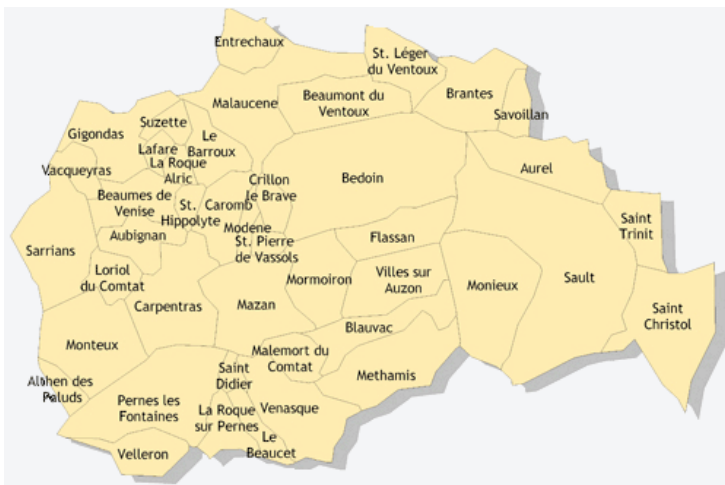 Entrechaux
St. Léger
du Ventoux
Brantes
Savoillan
Beaumont du
Ventoux
Malaucene
Suzette
Gigondas
Le
Barroux
Lafare
La Roque
Alric
Vacqueyras
Aurel
Bedoin
Crillon
le Brave
Beaumes de
Venise
St.
Hippolyte
Caromb
Saint
Trinit
Modene
Aubignan
Flassan
St. Pierre
de Vassols
Sarrians
Loriol
du Comtat
Mormoiron
Villes sur
Auzon
Monieux
Sault
Carpentras
Mazan
Saint
Christol
Blauvac
Monteux
Malemort du
Comtat
Saint
Didier
Methamis
Althen des
Paluds
Pernes les
Fontaines
La Roque
sur Pernes
Venasque
Le
Beaucet
Velleron